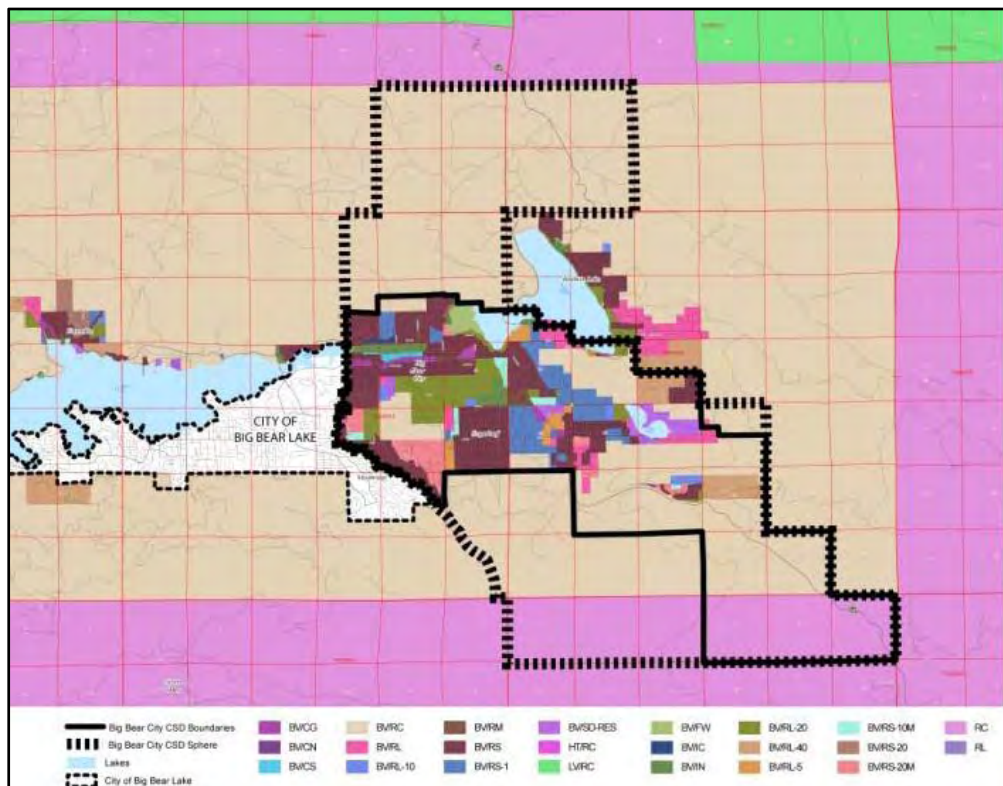 CITY OF
BIG BEAR LAKE
Big
Bear
City
Big Bear City CSD Boundaries
Big Bear City CSD Sphere
Lakes
City of Big Bear Lake
BV/CG
BV/CN
BV/CS
BV/RC
BV/RL
BV/RL-10
BV/RM
BV/RS
BV/RS-1
BV/SD-RES
HT/RC
LV/RC
BV/FW
BV/IC
BV/IN
BV/RL-20
BV/RL-40
BV/RL-5
BV/RS-10M
BV/RS-20
BV/RS-20M
RC
RL